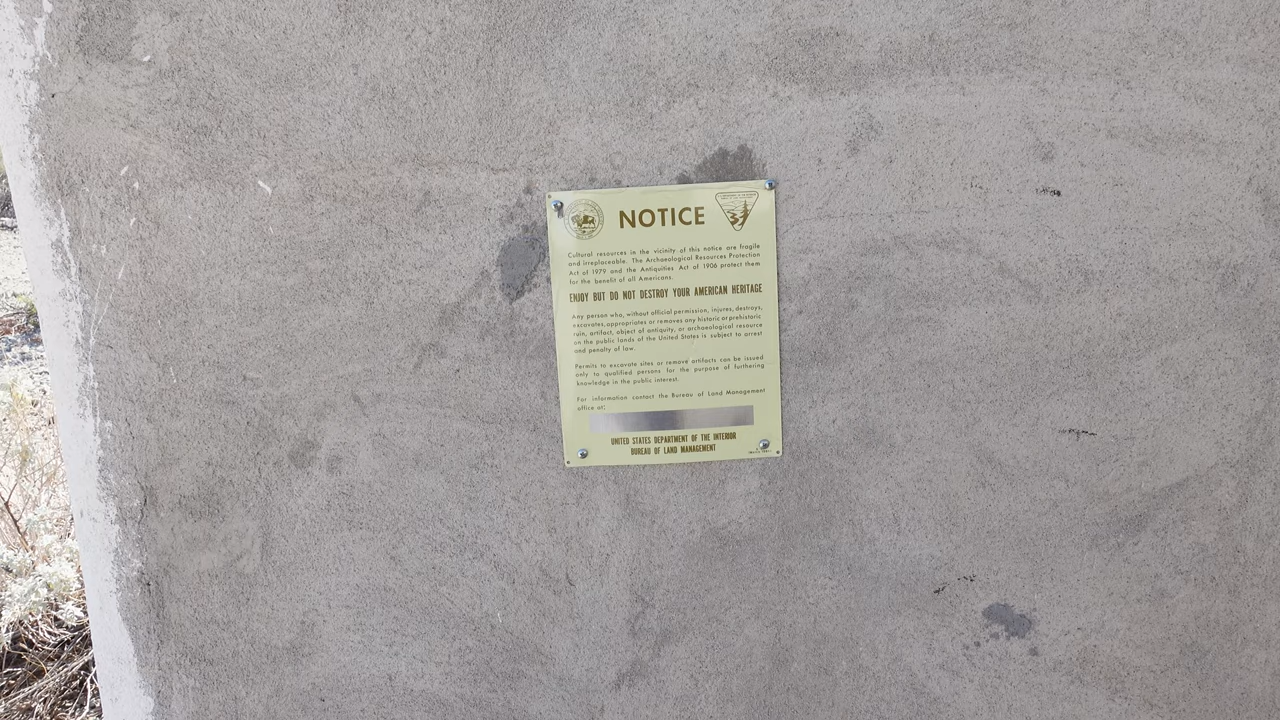 NOTICE
Cultural resources in the vicinity of this notice are fragile
and irreplaceable. The Archaeological Resources Protection
Act of 1979 and the Antiquities Act of 1906 protect them
for the benefit of all Americans.
ENJOY BUT DO NOT DESTROY YOUR AMERICAN HERITAGE
Any person who, without official permission, injures, destroys,
excavates, appropriates or removes any historic or prehistoric
ruin, artifact, object of antiquity, or archaeological resource
on the public lands of the United States is subject to arrest
and penalty of law.
Permits to excavate sites or remove artifacts can be issued
only to qualified persons for the purpose of furthering
knowledge in the public interest.
For information contact the Bureau of Land Management
office at:
UNITED STATES DEPARTMENT OF THE INTERIOR
BUREAU OF LAND MANAGEMENT